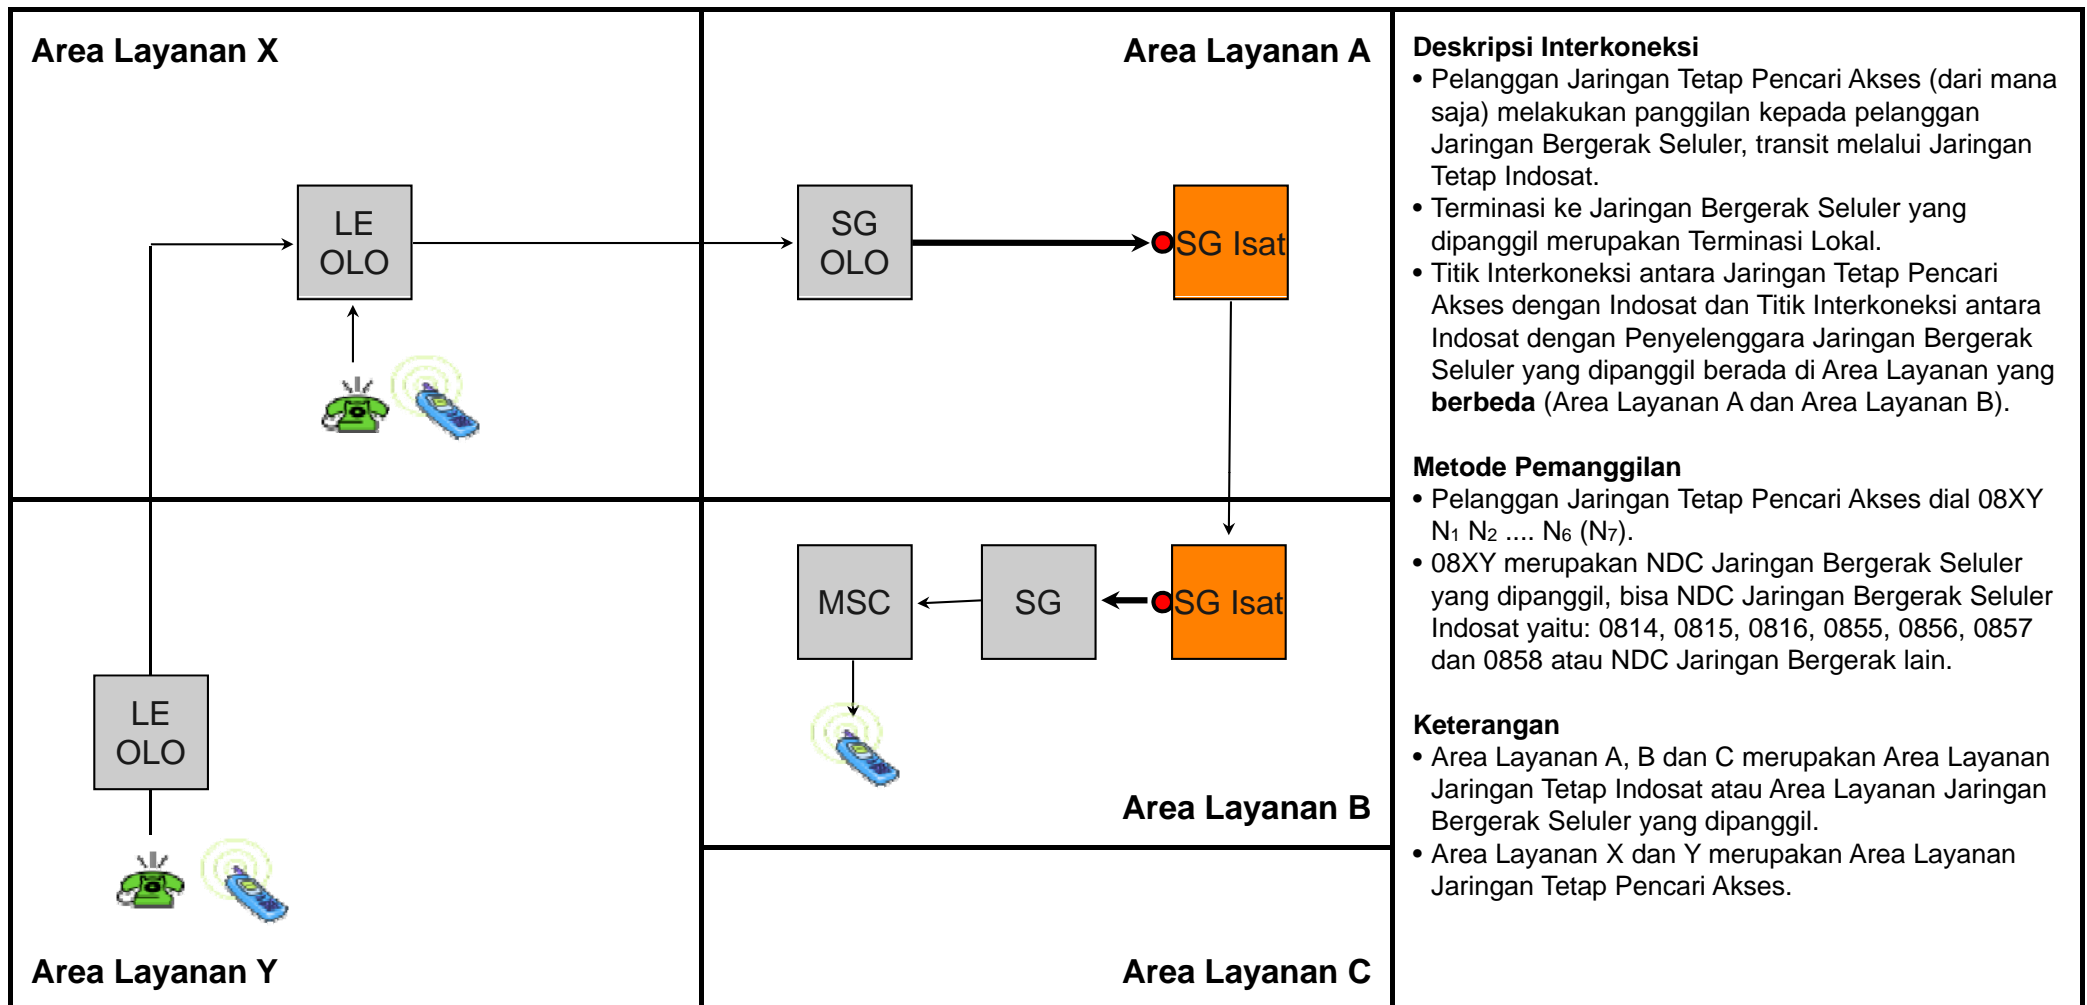 Area Layanan X
Area Layanan A
LE
OLO
SG
OLO
SG Isat
MSC
SG
SG Isat
Area Layanan B
LE
OLO
Area Layanan Y
Area Layanan C
Deskripsi Interkoneksi
• Pelanggan Jaringan Tetap Pencari Akses (dari mana
saja) melakukan panggilan kepada pelanggan
Jaringan Bergerak Seluler, transit melalui Jaringan
Tetap Indosat.
• Terminasi ke Jaringan Bergerak Seluler yang
dipanggil merupakan Terminasi Lokal.
• Titik Interkoneksi antara Jaringan Tetap Pencari
Akses dengan Indosat dan Titik Interkoneksi antara
Indosat dengan Penyelenggara Jaringan Bergerak
Seluler yang dipanggil berada di Area Layanan yang
berbeda (Area Layanan A dan Area Layanan B).
Metode Pemanggilan
• Pelanggan Jaringan Tetap Pencari Akses dial 08XY
N₁ N₂ .... N₆ (N₇).
• 08XY merupakan NDC Jaringan Bergerak Seluler
yang dipanggil, bisa NDC Jaringan Bergerak Seluler
Indosat yaitu: 0814, 0815, 0816, 0855, 0856, 0857
dan 0858 atau NDC Jaringan Bergerak lain.
Keterangan
• Area Layanan A, B dan C merupakan Area Layanan
Jaringan Tetap Indosat atau Area Layanan Jaringan
Bergerak Seluler yang dipanggil.
• Area Layanan X dan Y merupakan Area Layanan
Jaringan Tetap Pencari Akses.